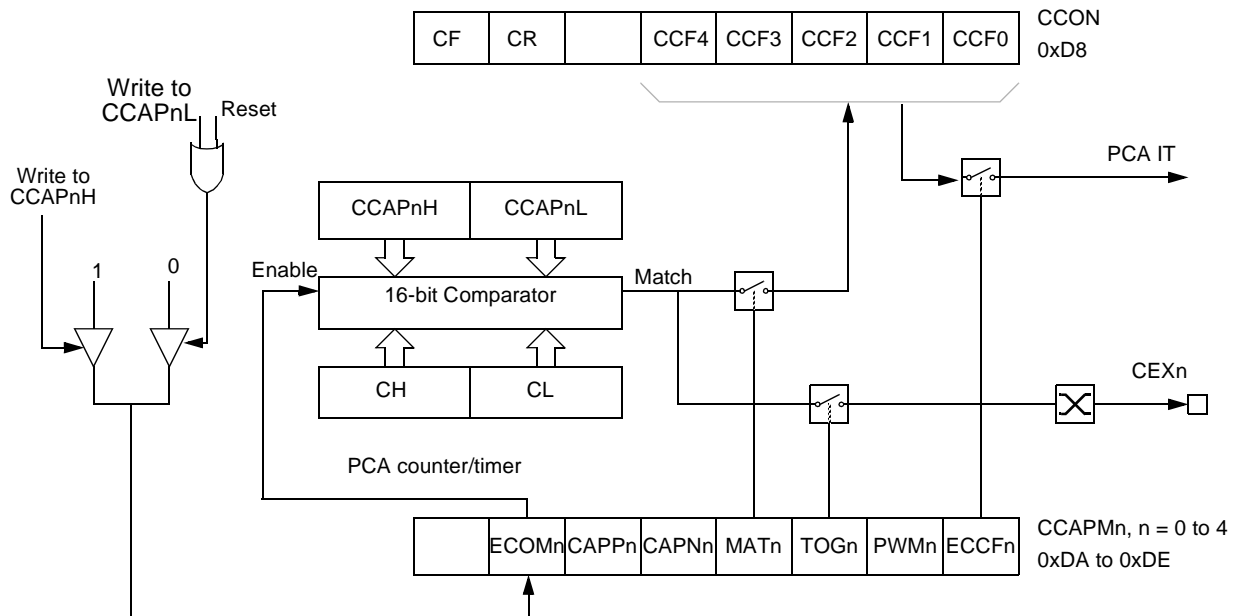 CF CR CCF4 CCF3 CCF2 CCF1 CCF0
CCON
0xD8
Write to
CCAPnL
Reset
Write to
CCAPnH
PCA IT
CCAPnH CCAPnL
1
0
Enable
16-bit Comparator
Match
CH CL
CEXn
PCA counter/timer
ECOMn CAPPn CAPNn MATn TOGn PWMn ECCFn
CCAPMn, n = 0 to 4
0xDA to 0xDE